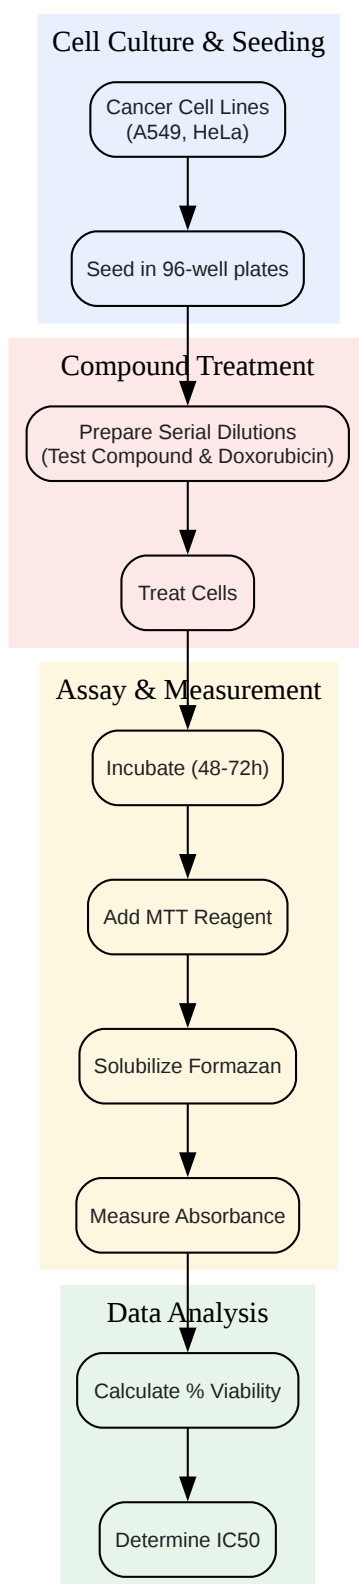 Cell Culture & Seeding
Cancer Cell Lines
(A549, HeLa)
Seed in 96-well plates
Compound Treatment
Prepare Serial Dilutions
(Test Compound & Doxorubicin)
Treat Cells
Assay & Measurement
Incubate (48-72h)
Add MTT Reagent
Solubilize Formazan
Measure Absorbance
Data Analysis
Calculate % Viability
Determine IC50